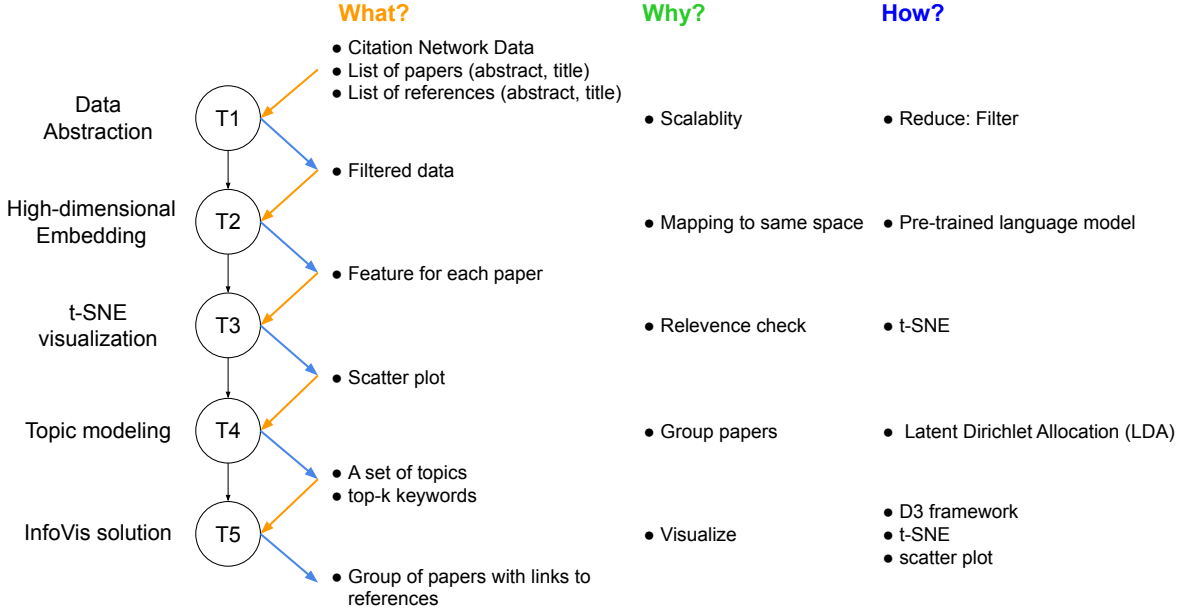 What?
Why?
How?
● Citation Network Data
● List of papers (abstract, title)
● List of references (abstract, title)
Data
Abstraction
T1
● Scalablity
● Reduce: Filter
● Filtered data
High-dimensional
Embedding
T2
● Mapping to same space
● Pre-trained language model
● Feature for each paper
t-SNE
visualization
T3
● Relevence check
● t-SNE
● Scatter plot
Topic modeling
T4
● Group papers
● Latent Dirichlet Allocation (LDA)
● A set of topics
● top-k keywords
InfoVis solution
T5
● Visualize
● D3 framework
● t-SNE
● scatter plot
● Group of papers with links to
references